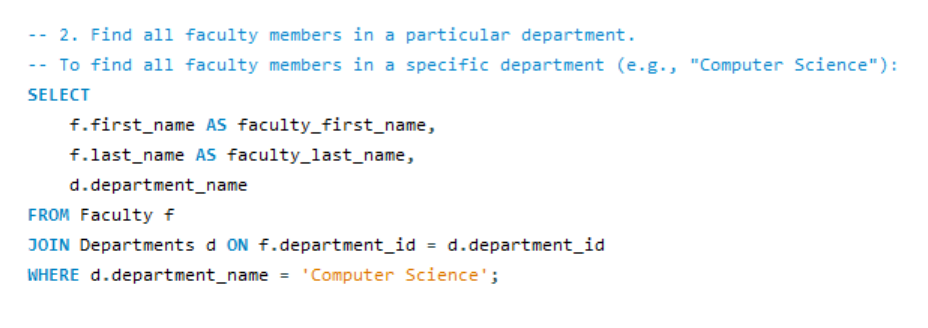 -- 2. Find all faculty members in a particular department.
-- To find all faculty members in a specific department (e.g., "Computer Science"):
SELECT
    f.first_name AS faculty_first_name,
    f.last_name AS faculty_last_name,
    d.department_name
FROM Faculty f
JOIN Departments d ON f.department_id = d.department_id
WHERE d.department_name = 'Computer Science';